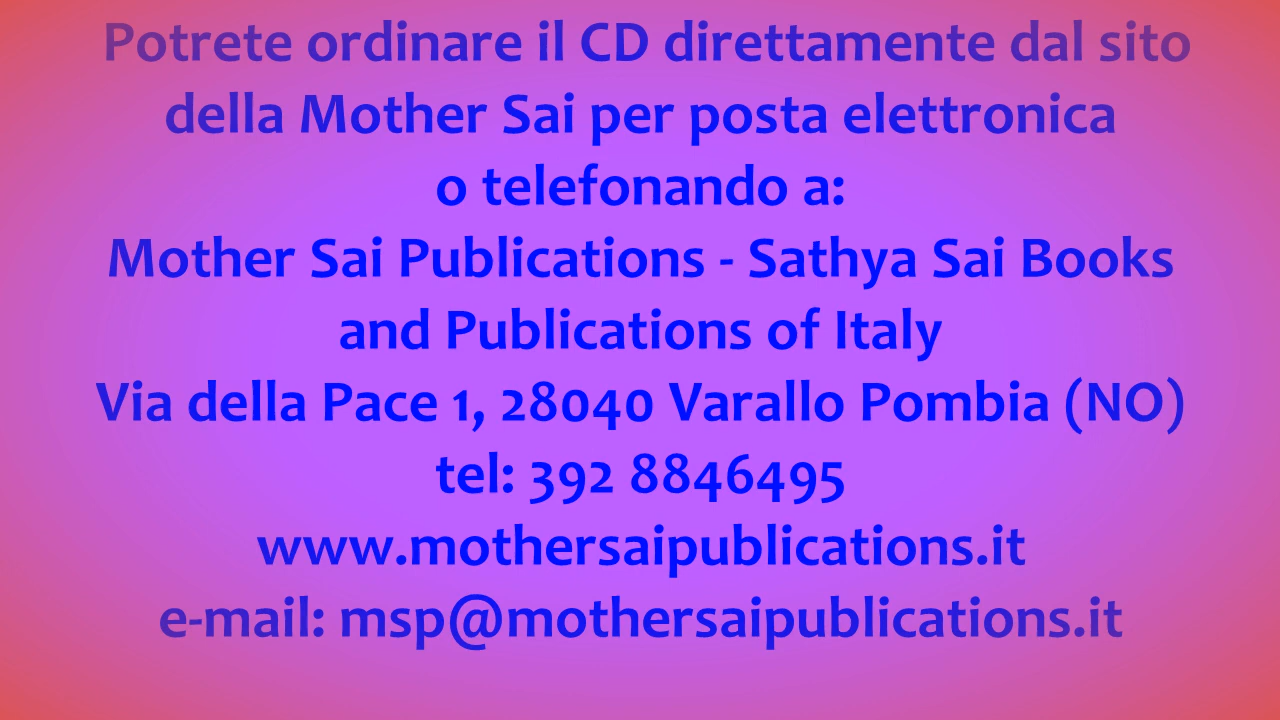 Potrete ordinare il CD direttamente dal sito
della Mother Sai per posta elettronica
o telefonando a:
Mother Sai Publications - Sathya Sai Books
and Publications of Italy
Via della Pace 1, 28040 Varallo Pombia (NO)
tel: 392 8846495
www.mothersaipublications.it
e-mail: msp@mothersaipublications.it